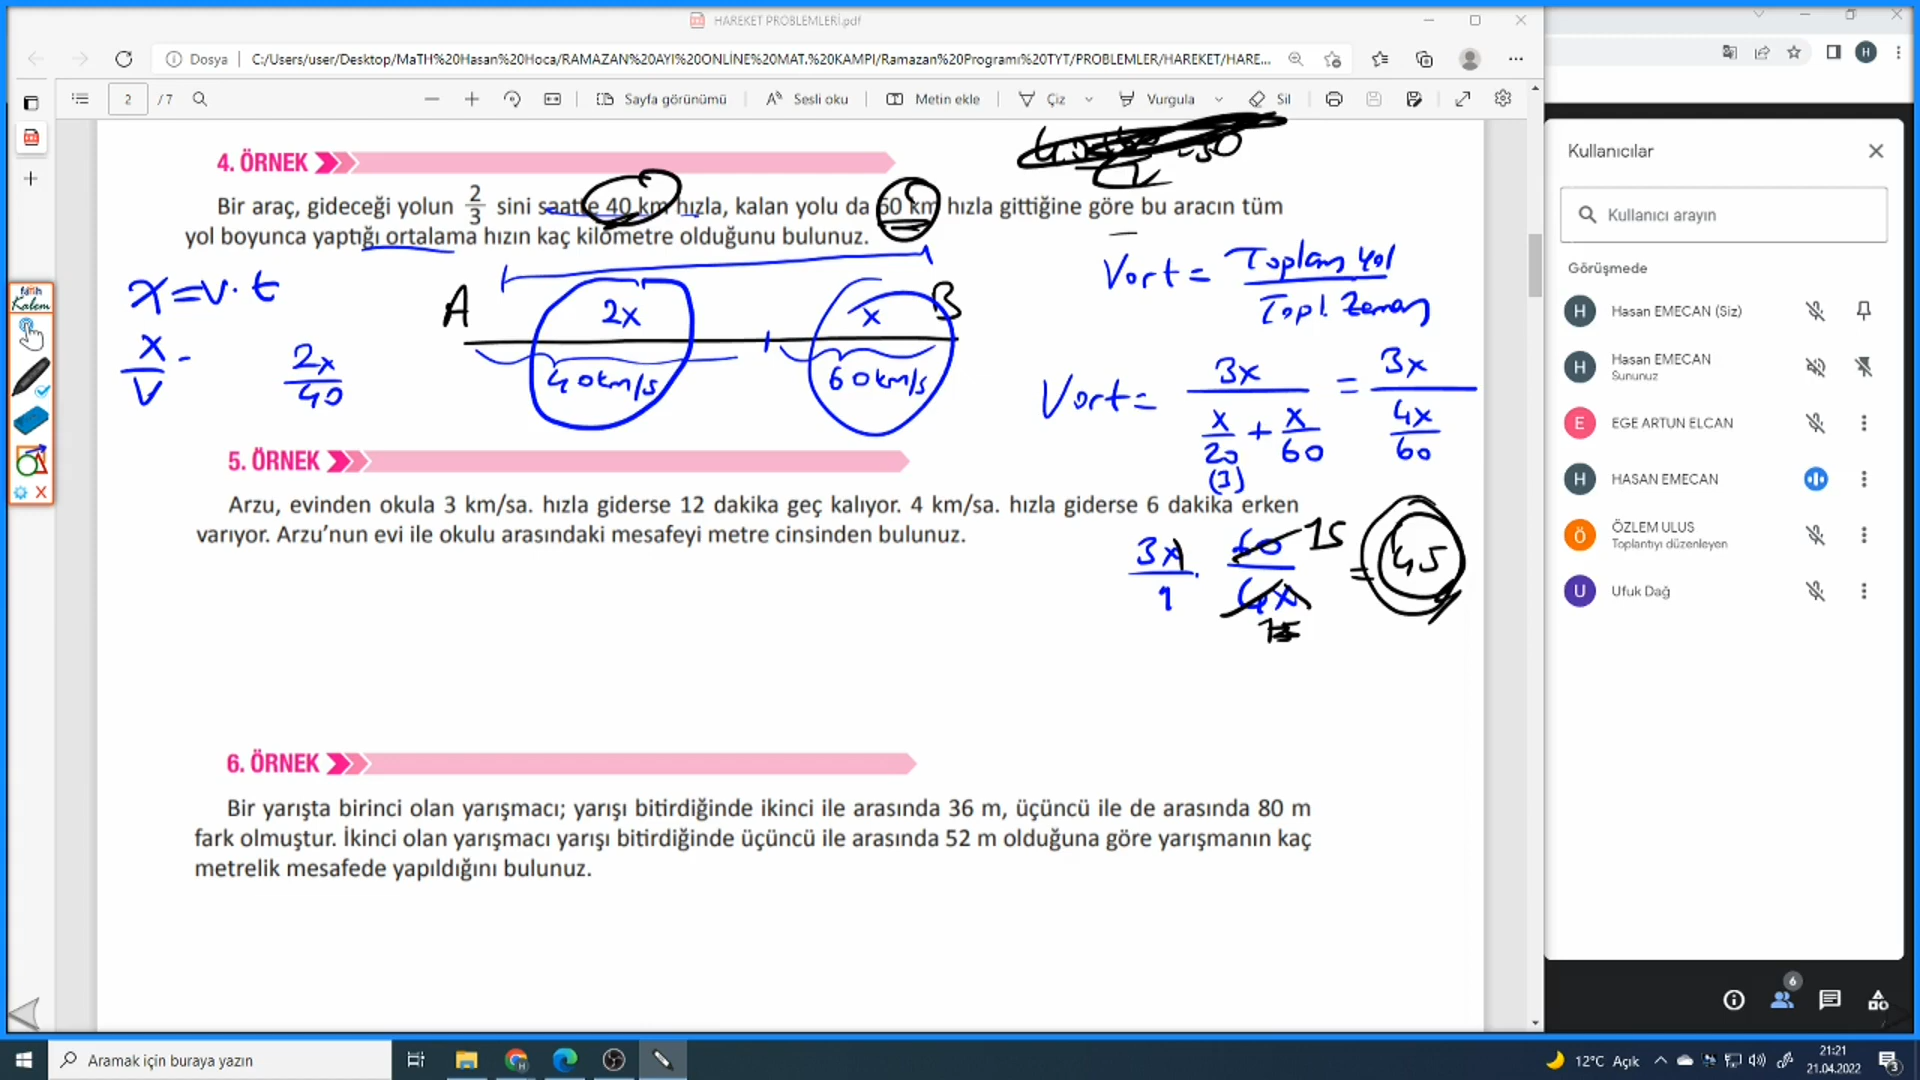 HAREKET PROBLEMLERİ.pdf
Dosya C:/Users/user/Desktop/MaTH%20Hasan%20Hoca/RAMAZAN%20AYI%20ONLİNE%20MAT.%20KAMPI/Ramazan%20Programı%20TYT/PROBLEMLER/HAREKET/HARE...
2 /7 Sayfa görünümü Sesli oku Metin ekle Çiz Vurgula Sil
4. ÖRNEK
Bir araç, gideceği yolun 2/3 sini saatte 40 km hızla, kalan yolu da 60 km hızla gittiğine göre bu aracın tüm
yol boyunca yaptığı ortalama hızın kaç kilometre olduğunu bulunuz.
x=v.t
x/v =
2x/40
A 2x x B
40km/s 60km/s
Vort = Toplam yol / Topl. Zaman
Vort = 3x / (x/20 + x/60) = 3x / (4x/60)
(3)
3x/1 . 60/4x = 45
15
5. ÖRNEK
Arzu, evinden okula 3 km/sa. hızla giderse 12 dakika geç kalıyor. 4 km/sa. hızla giderse 6 dakika erken
varıyor. Arzu'nun evi ile okulu arasındaki mesafeyi metre cinsinden bulunuz.
6. ÖRNEK
Bir yarışta birinci olan yarışmacı; yarışı bitirdiğinde ikinci ile arasında 36 m, üçüncü ile de arasında 80 m
fark olmuştur. İkinci olan yarışmacı yarışı bitirdiğinde üçüncü ile arasında 52 m olduğuna göre yarışmanın kaç
metrelik mesafede yapıldığını bulunuz.
fatih
Kalem
Kullanıcılar
Kullanıcı arayın
Görüşmede
H Hasan EMECAN (Siz)
H Hasan EMECAN
Sununuz
E EGE ARTUN ELCAN
H HASAN EMECAN
Ö ÖZLEM ULUS
Toplantıyı düzenleyen
U Ufuk Dağ
6
Aramak için buraya yazın
12°C Açık
21:21
21.04.2022
3